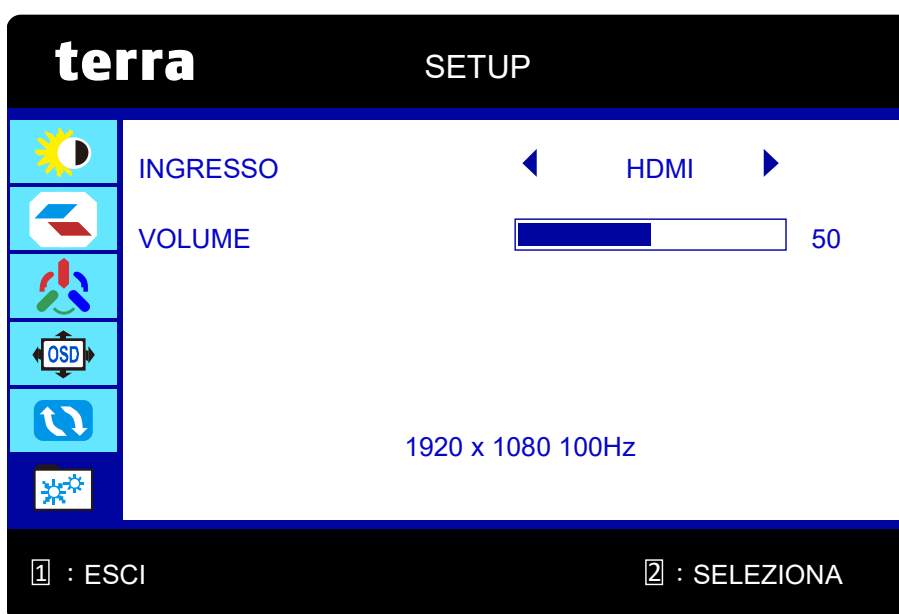 terra SETUP
INGRESSO HDMI
VOLUME 50
OSD
1920 x 1080 100Hz
1 : ESCI 2 : SELEZIONA